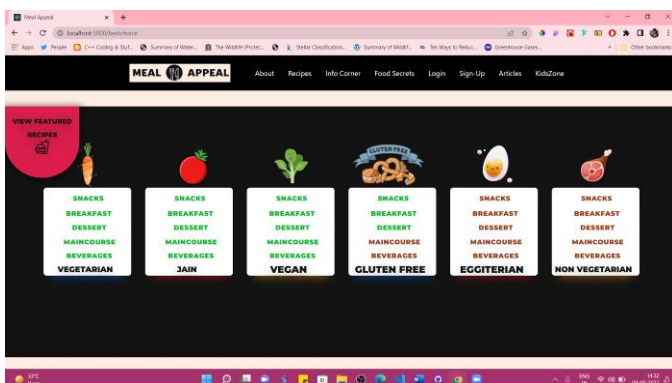 Meal Appeal
localhost:3000/bestchoice
Apps People C++ Coding & Stuf... Summary of Water... The Wildlife (Protec... Stellar Classification... Summary of Wildlif... Ten Ways to Reduc... Greenhouse Gases... Other bookmarks
MEAL APPEAL About Recipes Info Corner Food Secrets Login Sign-Up Articles KidsZone
VIEW FEATURED
RECIPES
GLUTEN-FREE
SNACKS SNACKS SNACKS SNACKS SNACKS SNACKS
BREAKFAST BREAKFAST BREAKFAST BREAKFAST BREAKFAST BREAKFAST
DESSERT DESSERT DESSERT DESSERT DESSERT DESSERT
MAINCOURSE MAINCOURSE MAINCOURSE MAINCOURSE MAINCOURSE MAINCOURSE
BEVERAGES BEVERAGES BEVERAGES BEVERAGES BEVERAGES BEVERAGES
VEGETARIAN JAIN VEGAN GLUTEN FREE EGGITERIAN NON VEGETARIAN
33°C
ENG 14:32